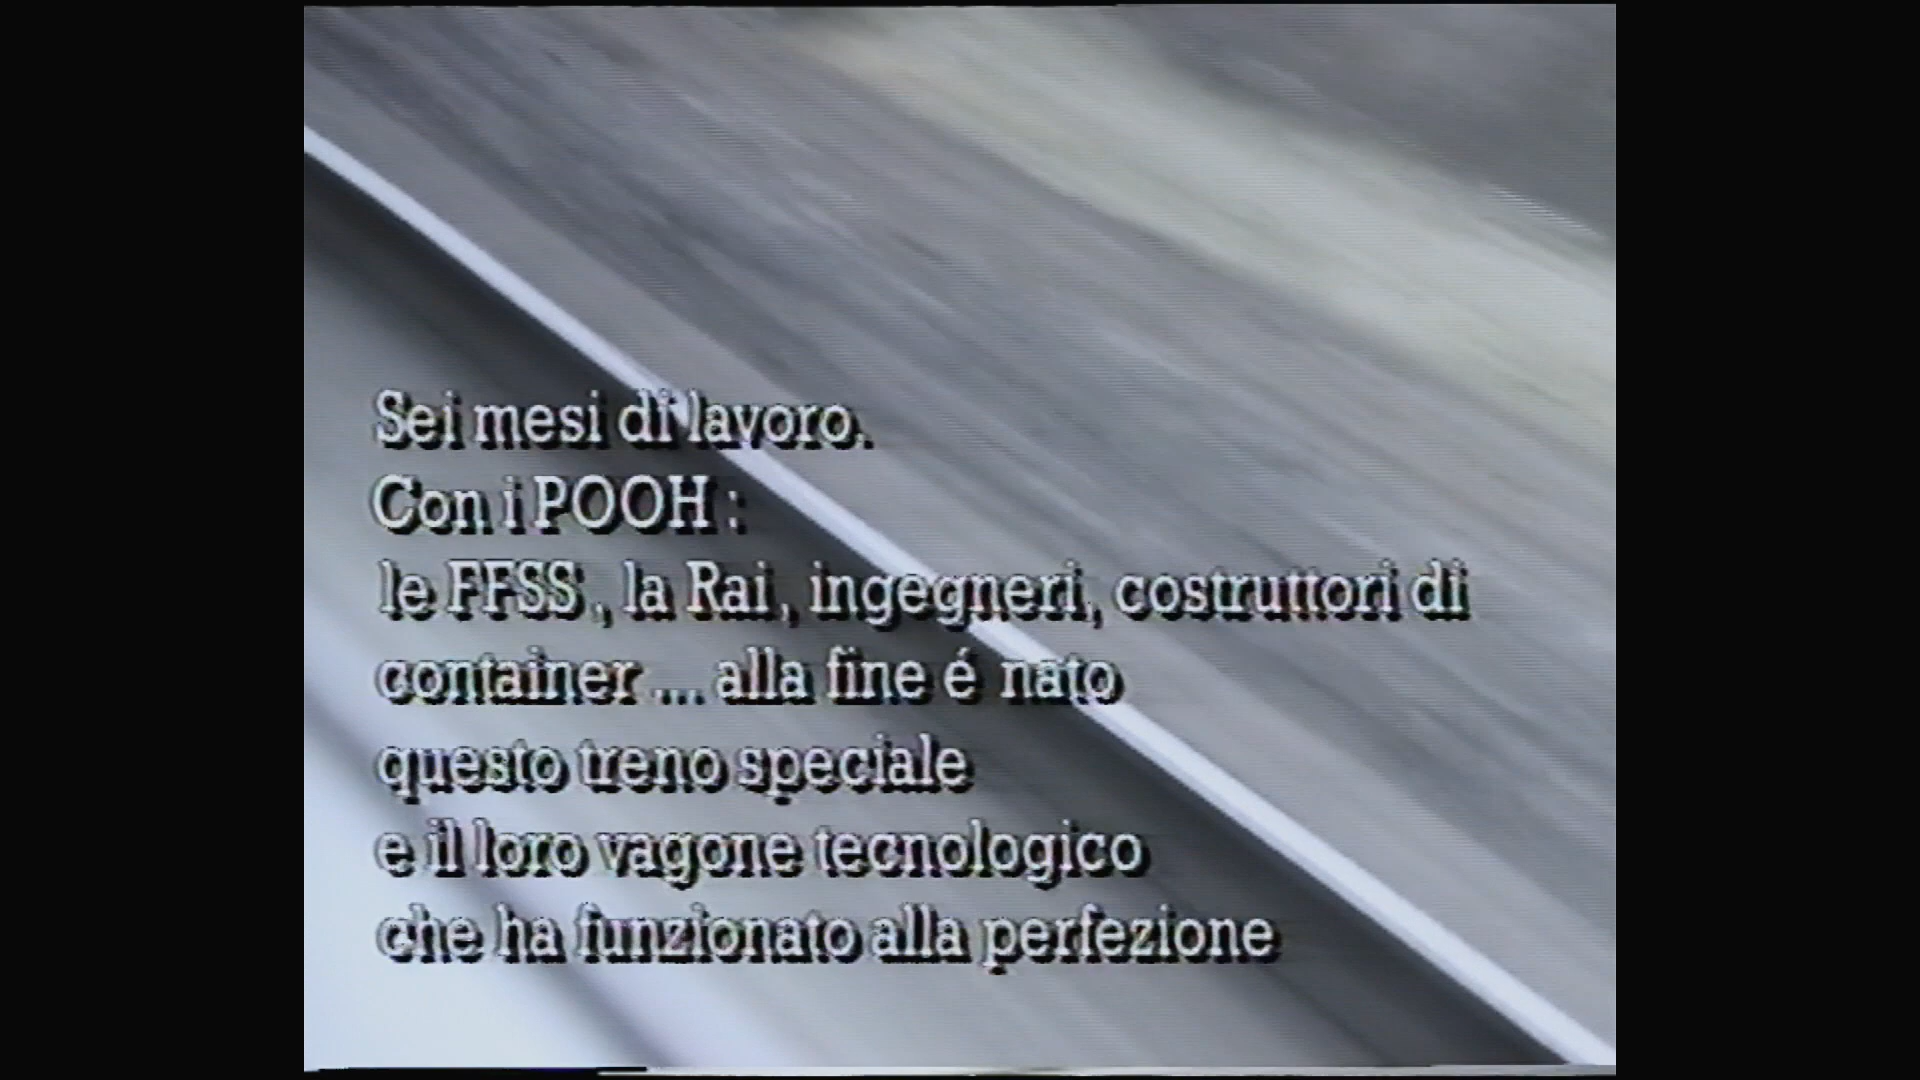 Sei mesi di lavoro.
Con i POOH :
le FFSS , la Rai , ingegneri, costruttori di
container .... alla fine é nato
questo treno speciale
e il loro vagone tecnologico
che ha funzionato alla perfezione